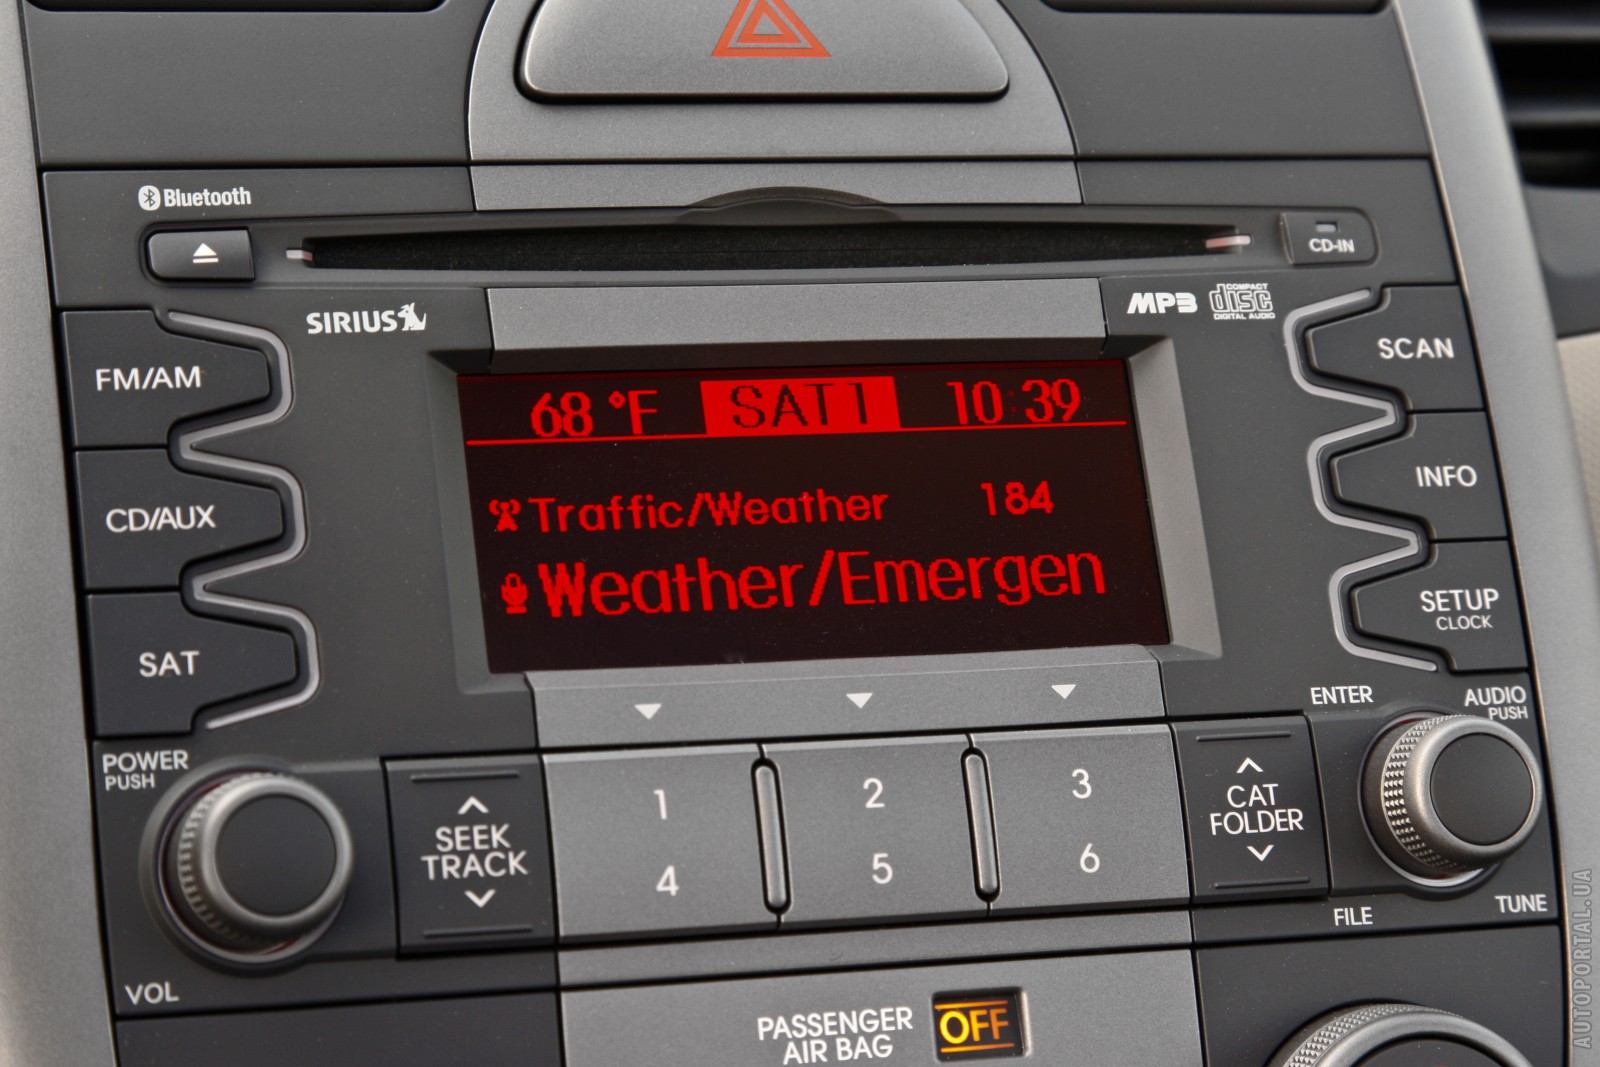 Bluetooth
CD-IN
SIRIUS
MP3
COMPACT
disc
DIGITAL AUDIO
FM/AM
CD/AUX
SAT
68 °F
SAT1
10:39
Traffic/Weather 184
Weather/Emergen
SCAN
INFO
SETUP
CLOCK
POWER
PUSH
VOL
SEEK
TRACK
1
2
3
4
5
6
CAT
FOLDER
ENTER
AUDIO
PUSH
FILE
TUNE
PASSENGER
AIR BAG
OFF
AUTOPORTAL.UA